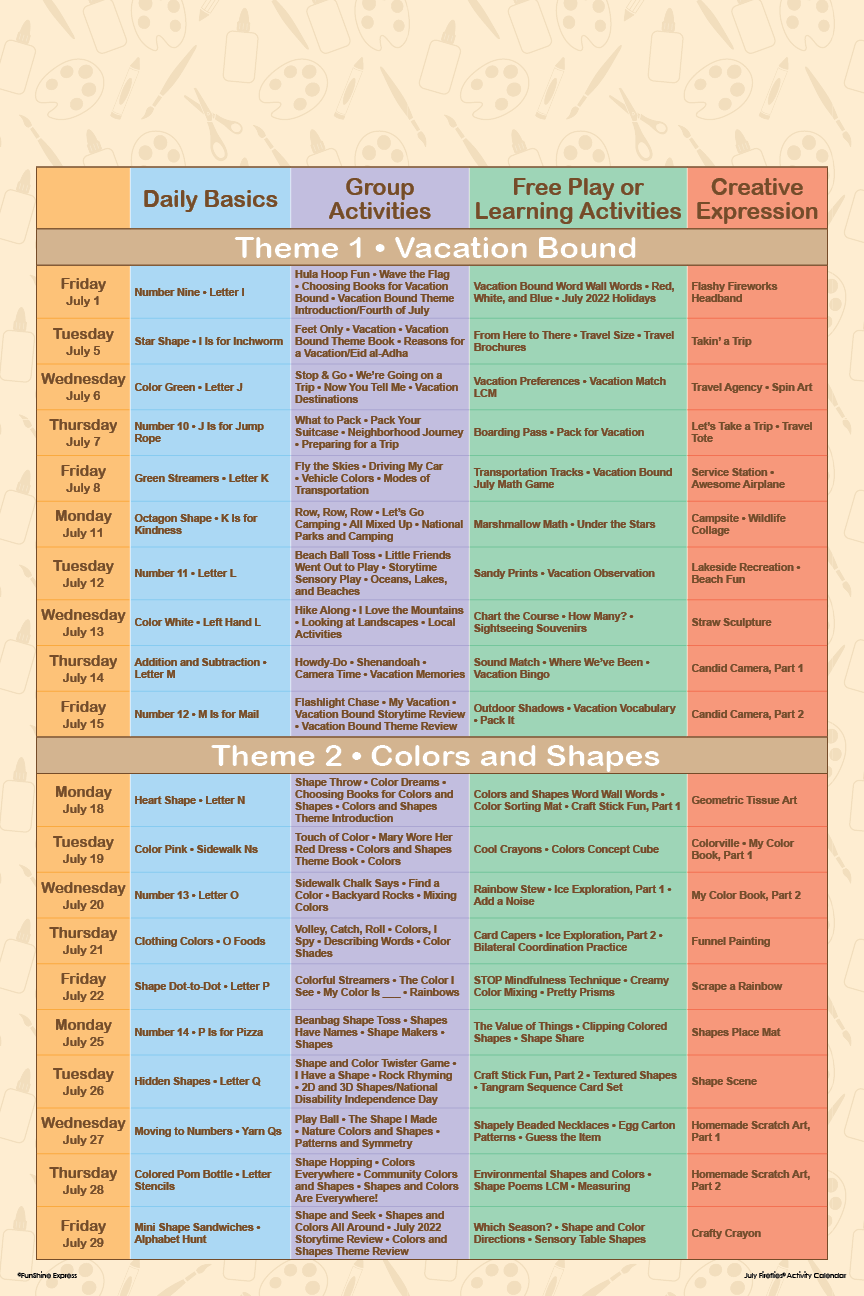 Daily Basics
Group
Activities
Free Play or
Learning Activities
Creative
Expression
Theme 1 • Vacation Bound
Friday
July 1
Number Nine • Letter I
Hula Hoop Fun • Wave the Flag
• Choosing Books for Vacation
Bound • Vacation Bound Theme
Introduction/Fourth of July
Vacation Bound Word Wall Words • Red,
White, and Blue • July 2022 Holidays
Flashy Fireworks
Headband
Tuesday
July 5
Star Shape • I Is for Inchworm
Feet Only • Vacation • Vacation
Bound Theme Book • Reasons for
a Vacation/Eid al-Adha
From Here to There • Travel Size • Travel
Brochures
Takin' a Trip
Wednesday
July 6
Color Green • Letter J
Stop & Go • We're Going on a
Trip • Now You Tell Me • Vacation
Destinations
Vacation Preferences • Vacation Match
LCM
Travel Agency • Spin Art
Thursday
July 7
Number 10 • J Is for Jump
Rope
What to Pack • Pack Your
Suitcase • Neighborhood Journey
• Preparing for a Trip
Boarding Pass • Pack for Vacation
Let's Take a Trip • Travel
Tote
Friday
July 8
Green Streamers • Letter K
Fly the Skies • Driving My Car
• Vehicle Colors • Modes of
Transportation
Transportation Tracks • Vacation Bound
July Math Game
Service Station •
Awesome Airplane
Monday
July 11
Octagon Shape • K Is for
Kindness
Row, Row, Row • Let's Go
Camping • All Mixed Up • National
Parks and Camping
Marshmallow Math • Under the Stars
Campsite • Wildlife
Collage
Tuesday
July 12
Number 11 • Letter L
Beach Ball Toss • Little Friends
Went Out to Play • Storytime
Sensory Play • Oceans, Lakes,
and Beaches
Sandy Prints • Vacation Observation
Lakeside Recreation •
Beach Fun
Wednesday
July 13
Color White • Left Hand L
Hike Along • I Love the Mountains
• Looking at Landscapes • Local
Activities
Chart the Course • How Many? •
Sightseeing Souvenirs
Straw Sculpture
Thursday
July 14
Addition and Subtraction •
Letter M
Howdy-Do • Shenandoah •
Camera Time • Vacation Memories
Sound Match • Where We've Been •
Vacation Bingo
Candid Camera, Part 1
Friday
July 15
Number 12 • M Is for Mail
Flashlight Chase • My Vacation •
Vacation Bound Storytime Review
• Vacation Bound Theme Review
Outdoor Shadows • Vacation Vocabulary
• Pack It
Candid Camera, Part 2
Theme 2 • Colors and Shapes
Monday
July 18
Heart Shape • Letter N
Shape Throw • Color Dreams •
Choosing Books for Colors and
Shapes • Colors and Shapes
Theme Introduction
Colors and Shapes Word Wall Words •
Color Sorting Mat • Craft Stick Fun, Part 1
Geometric Tissue Art
Tuesday
July 19
Color Pink • Sidewalk Ns
Touch of Color • Mary Wore Her
Red Dress • Colors and Shapes
Theme Book • Colors
Cool Crayons • Colors Concept Cube
Colorville • My Color
Book, Part 1
Wednesday
July 20
Number 13 • Letter O
Sidewalk Chalk Says • Find a
Color • Backyard Rocks • Mixing
Colors
Rainbow Stew • Ice Exploration, Part 1 •
Add a Noise
My Color Book, Part 2
Thursday
July 21
Clothing Colors • O Foods
Volley, Catch, Roll • Colors, I
Spy • Describing Words • Color
Shades
Card Capers • Ice Exploration, Part 2 •
Bilateral Coordination Practice
Funnel Painting
Friday
July 22
Shape Dot-to-Dot • Letter P
Colorful Streamers • The Color I
See • My Color Is ___ • Rainbows
STOP Mindfulness Technique • Creamy
Color Mixing • Pretty Prisms
Scrape a Rainbow
Monday
July 25
Number 14 • P Is for Pizza
Beanbag Shape Toss • Shapes
Have Names • Shape Makers •
Shapes
The Value of Things • Clipping Colored
Shapes • Shape Share
Shapes Place Mat
Tuesday
July 26
Hidden Shapes • Letter Q
Shape and Color Twister Game •
I Have a Shape • Rock Rhyming
• 2D and 3D Shapes/National
Disability Independence Day
Craft Stick Fun, Part 2 • Textured Shapes
• Tangram Sequence Card Set
Shape Scene
Wednesday
July 27
Moving to Numbers • Yarn Qs
Play Ball • The Shape I Made
• Nature Colors and Shapes •
Patterns and Symmetry
Shapely Beaded Necklaces • Egg Carton
Patterns • Guess the Item
Homemade Scratch Art,
Part 1
Thursday
July 28
Colored Pom Bottle • Letter
Stencils
Shape Hopping • Colors
Everywhere • Community Colors
and Shapes • Shapes and Colors
Are Everywhere!
Environmental Shapes and Colors •
Shape Poems LCM • Measuring
Homemade Scratch Art,
Part 2
Friday
July 29
Mini Shape Sandwiches •
Alphabet Hunt
Shape and Seek • Shapes and
Colors All Around • July 2022
Storytime Review • Colors and
Shapes Theme Review
Which Season? • Shape and Color
Directions • Sensory Table Shapes
Crafty Crayon
©FunShine Express
July Fireflies® Activity Calendar